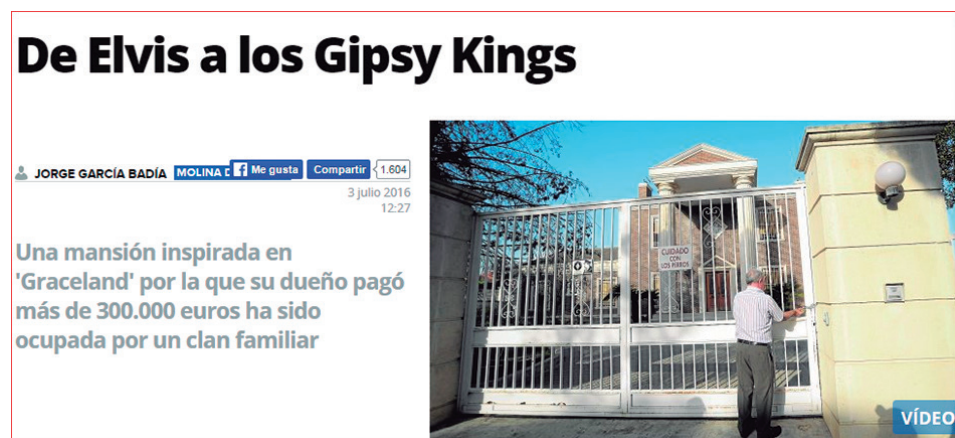 De Elvis a los Gipsy Kings
JORGE GARCÍA BADÍA MOLINA Me gusta Compartir 1.604
3 julio 2016
12:27
Una mansión inspirada en
'Graceland' por la que su dueño pagó
más de 300.000 euros ha sido
ocupada por un clan familiar
CUIDADO
CON
LOS PERROS
VÍDEO